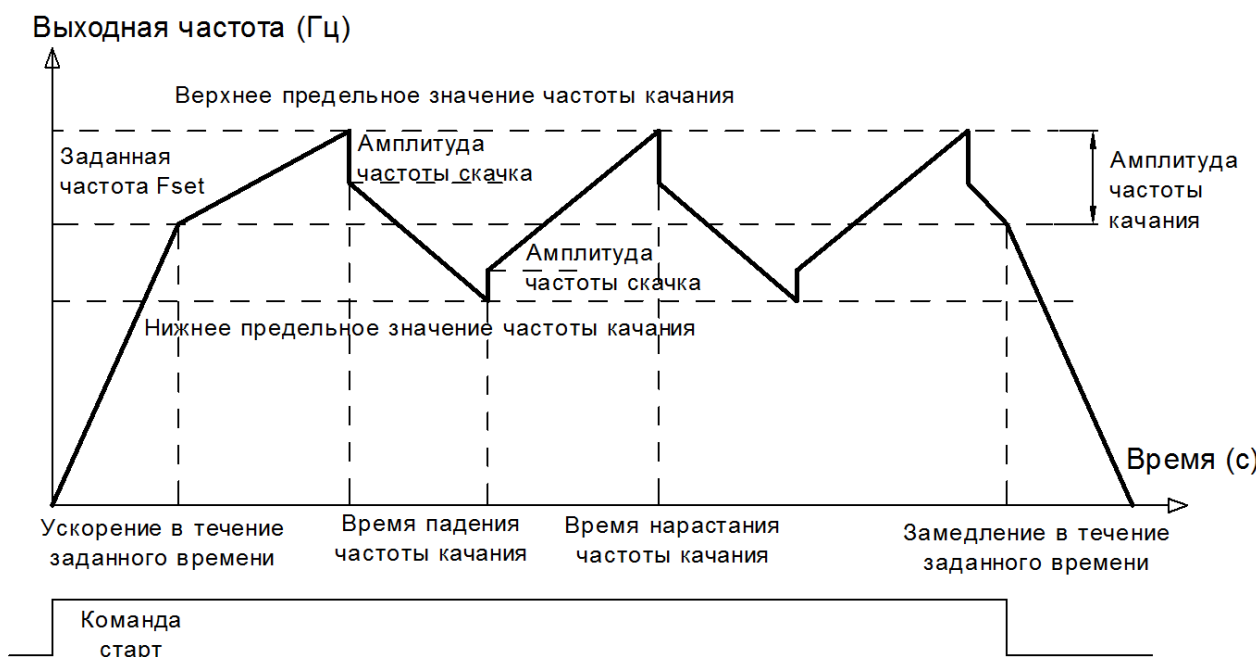 Выходная частота (Гц)
Верхнее предельное значение частоты качания
Заданная
частота Fset
Амплитуда
частоты скачка
Амплитуда
частоты
качания
Амплитуда
частоты скачка
Нижнее предельное значение частоты качания
Время (с)
Ускорение в течение
заданного времени
Время падения
частоты качания
Время нарастания
частоты качания
Замедление в течение
заданного времени
Команда
старт